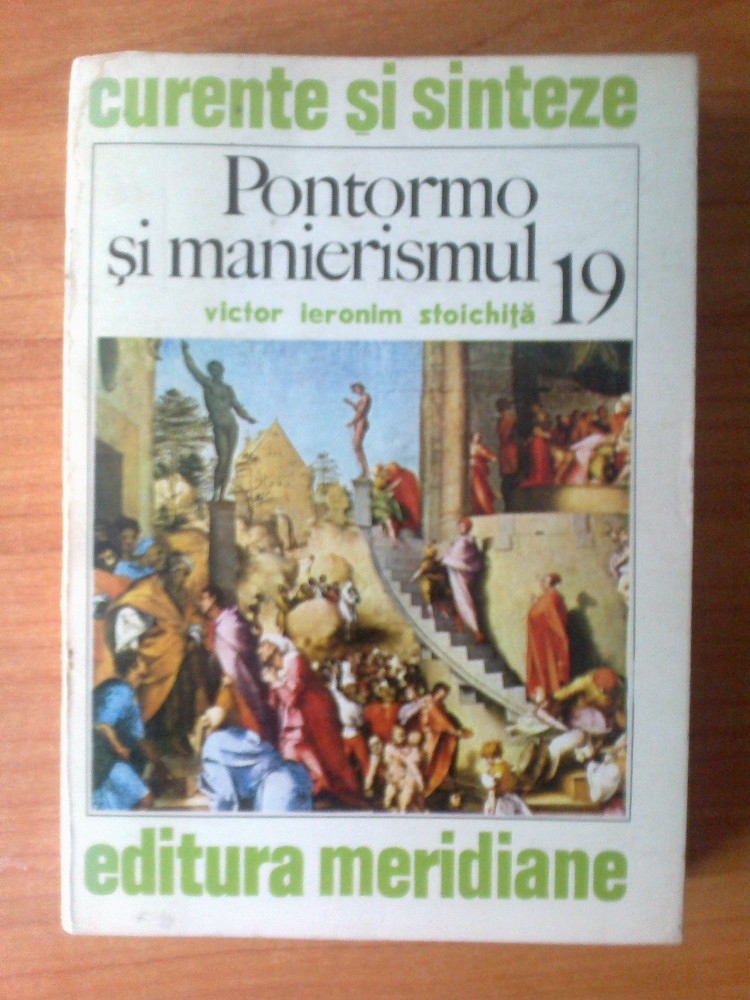 curente și sinteze
Pontormo
și manierismul
19
victor ieronim stoichiță
editura meridiane